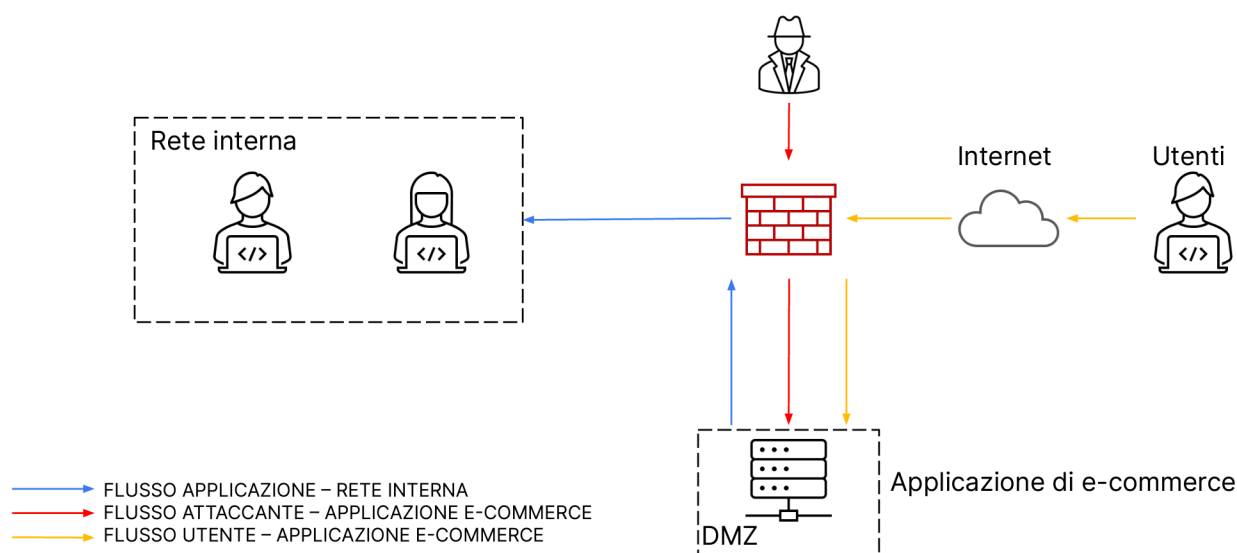 Rete interna
Internet
Utenti
</>
</>
</>
Applicazione di e-commerce
DMZ
FLUSSO APPLICAZIONE – RETE INTERNA
FLUSSO ATTACCANTE – APPLICAZIONE E-COMMERCE
FLUSSO UTENTE – APPLICAZIONE E-COMMERCE